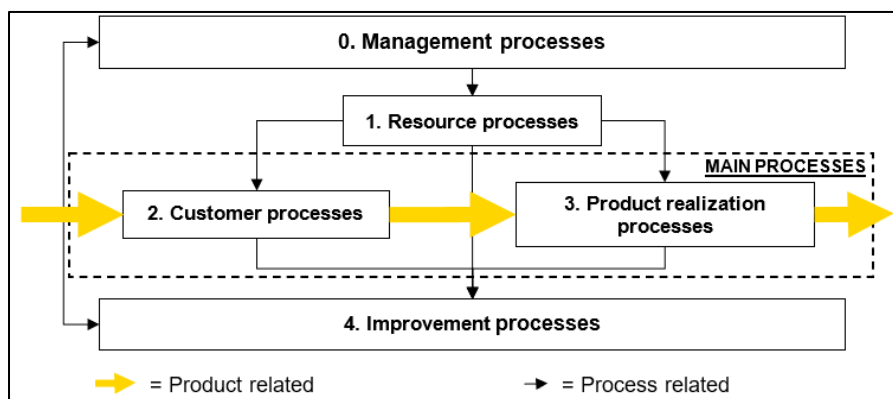 0. Management processes
1. Resource processes
MAIN PROCESSES
2. Customer processes
3. Product realization
processes
4. Improvement processes
= Product related
= Process related